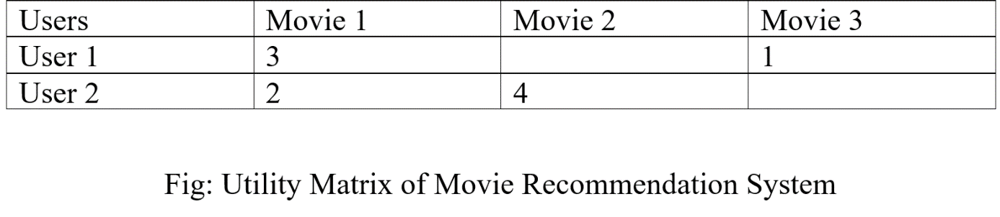 Users Movie 1 Movie 2 Movie 3
User 1 3 1
User 2 2 4
Fig: Utility Matrix of Movie Recommendation System